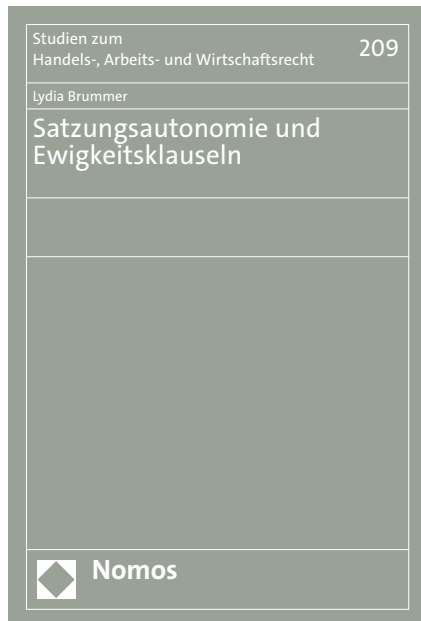 Studien zum
Handels-, Arbeits- und Wirtschaftsrecht
209
Lydia Brummer
Satzungsautonomie und
Ewigkeitsklauseln
Nomos